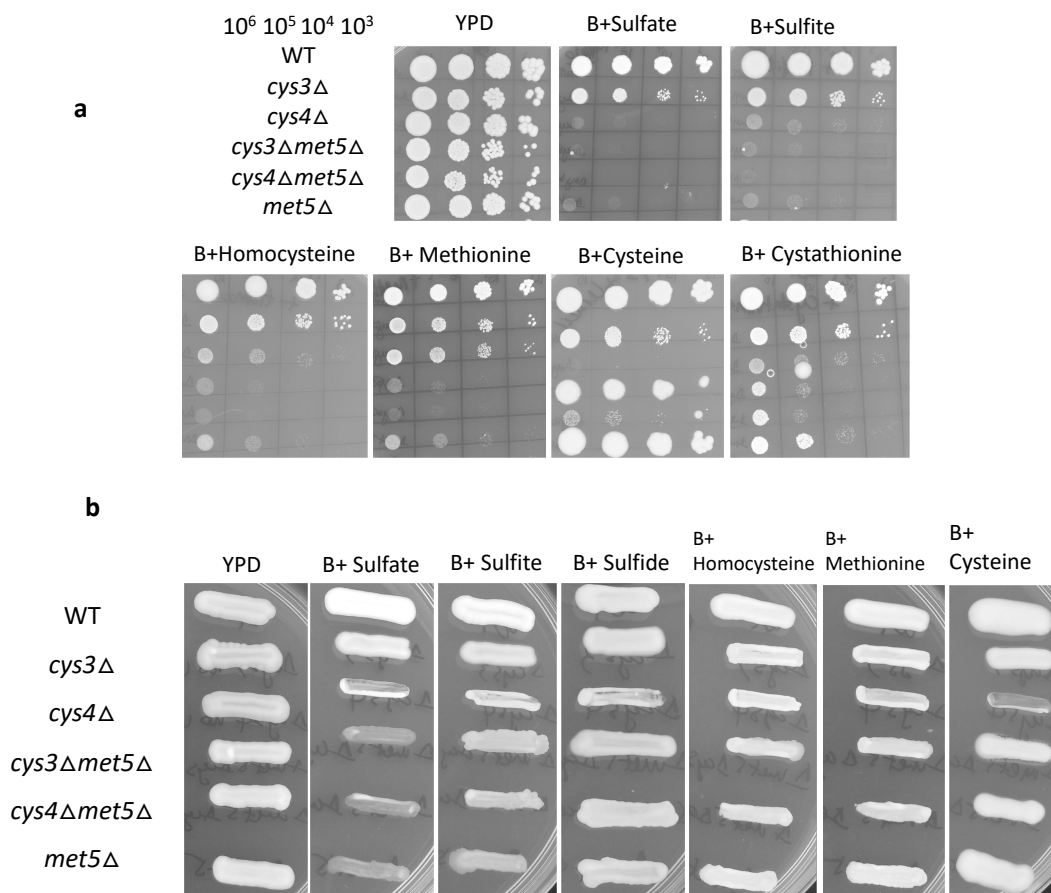 10⁶ 10⁵ 10⁴ 10³
YPD
B+Sulfate
B+Sulfite
WT
cys3Δ
cys4Δ
cys3Δmet5Δ
cys4Δmet5Δ
met5Δ
a
B+Homocysteine
B+ Methionine
B+Cysteine
B+ Cystathionine
b
YPD
B+ Sulfate
B+ Sulfite
B+ Sulfide
B+
Homocysteine
B+
Methionine
B+
Cysteine
WT
cys3Δ
cys4Δ
cys3Δmet5Δ
cys4Δmet5Δ
met5Δ